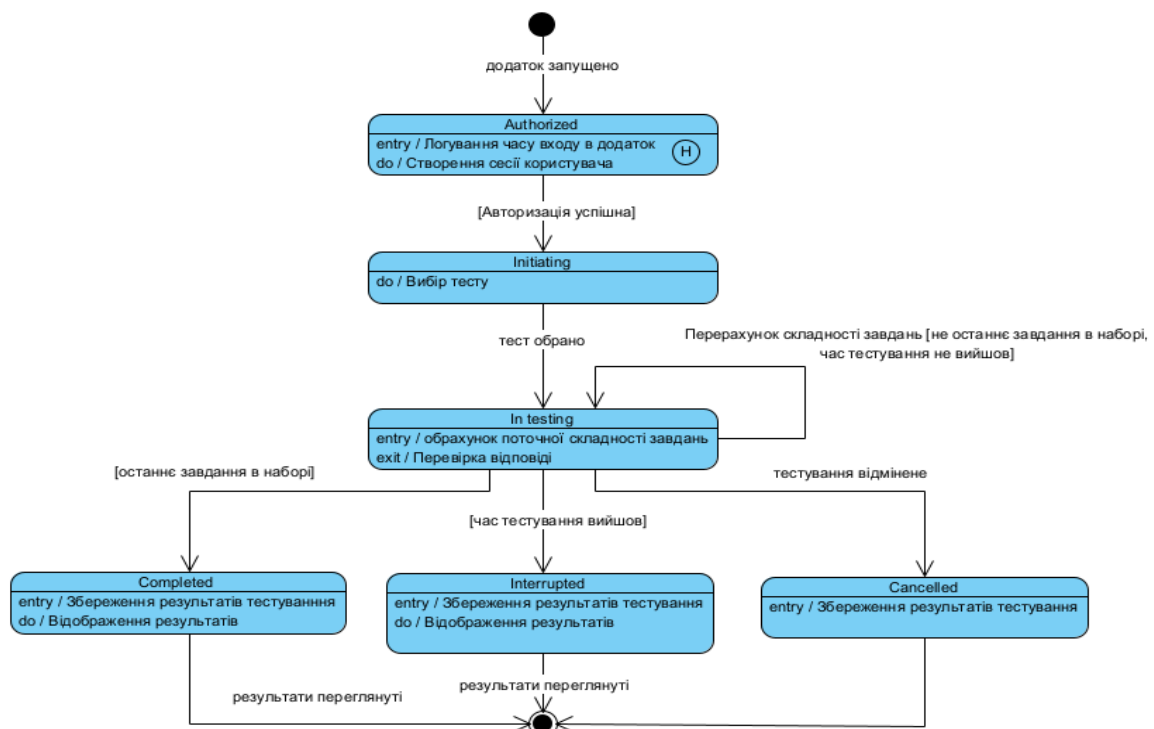 додаток запущено
Authorized
entry / Логування часу входу в додаток
do / Створення сесії користувача
H
[Авторизація успішна]
Initiating
do / Вибір тесту
тест обрано
Перерахунок складності завдань [не останнє завдання в наборі,
час тестування не вийшов]
In testing
entry / обрахунок поточної складності завдань
exit / Перевірка відповіді
[останнє завдання в наборі]
[час тестування вийшов]
тестування відмінене
Completed
entry / Збереження результатів тестуванння
do / Відображення результатів
Interrupted
entry / Збереження результатів тестування
do / Відображення результатів
Cancelled
entry / Збереження результатів тестування
результати переглянуті
результати переглянуті